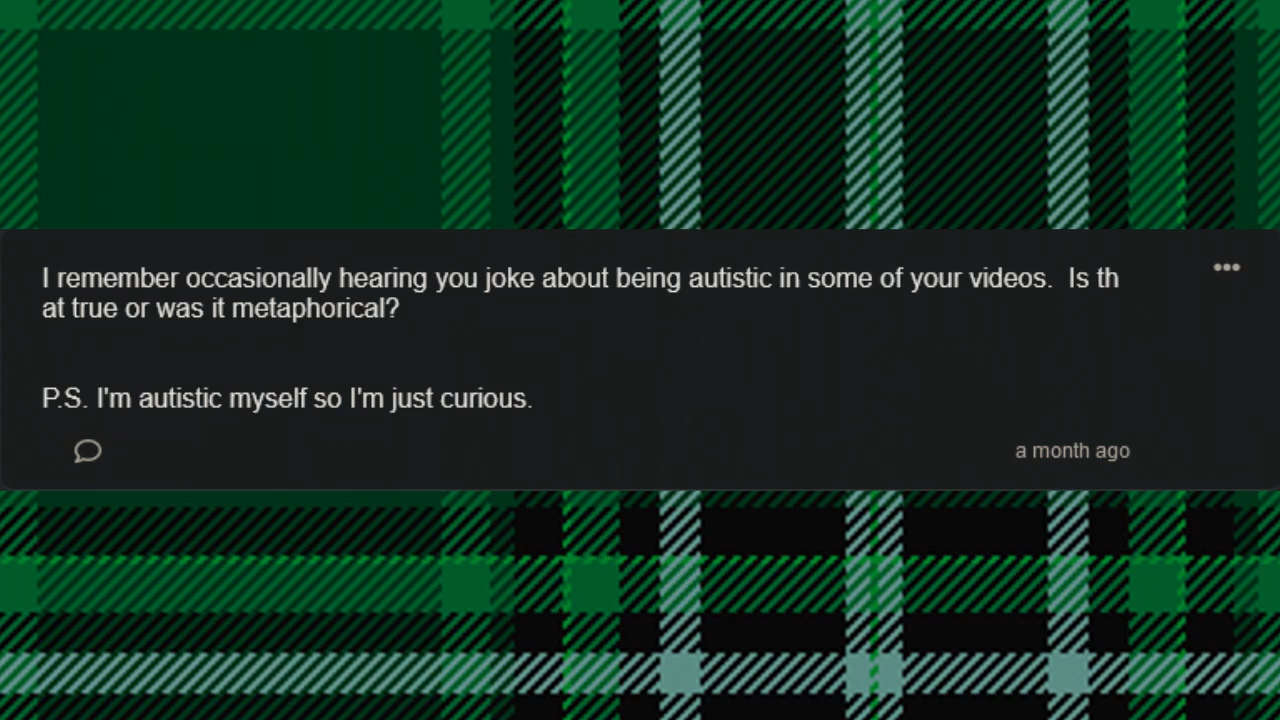 I remember occasionally hearing you joke about being autistic in some of your videos.  Is th
at true or was it metaphorical?
P.S. I'm autistic myself so I'm just curious.
a month ago